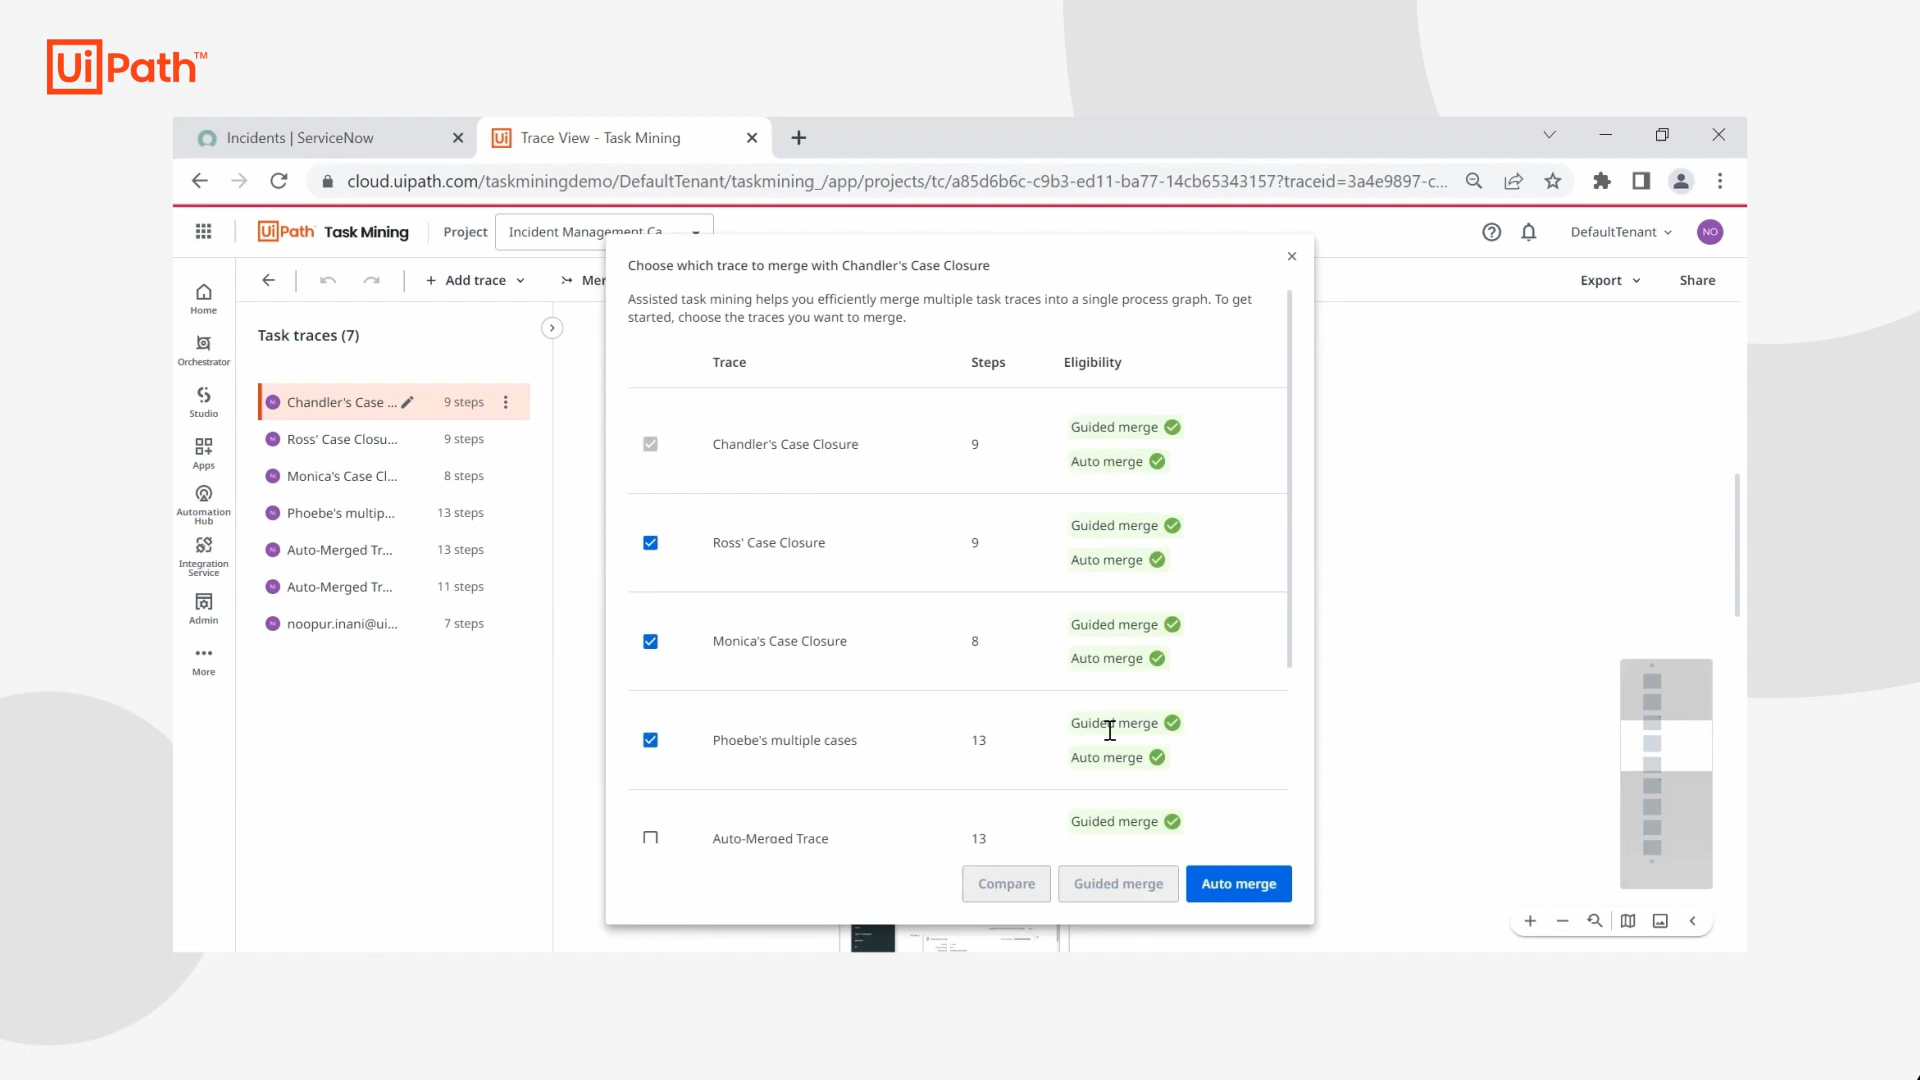 UiPath™
Incidents | ServiceNow
Trace View - Task Mining
cloud.uipath.com/taskminingdemo/DefaultTenant/taskmining_/app/projects/tc/a85d6b6c-c9b3-ed11-ba77-14cb65343157?traceid=3a4e9897-c...
UiPath Task Mining
Project
Incident Management Ca
DefaultTenant
NO
Add trace
Mer
Export
Share
Home
Orchestrator
Studio
Apps
Automation
Hub
Integration
Service
Admin
More
Task traces (7)
Chandler's Case ... 9 steps
Ross' Case Closu... 9 steps
Monica's Case Cl... 8 steps
Phoebe's multip... 13 steps
Auto-Merged Tr... 13 steps
Auto-Merged Tr... 11 steps
noopur.inani@ui... 7 steps
Choose which trace to merge with Chandler's Case Closure
Assisted task mining helps you efficiently merge multiple task traces into a single process graph. To get
started, choose the traces you want to merge.
Trace Steps Eligibility
Chandler's Case Closure 9
Guided merge
Auto merge
Ross' Case Closure 9
Guided merge
Auto merge
Monica's Case Closure 8
Guided merge
Auto merge
Phoebe's multiple cases 13
Guided merge
Auto merge
Auto-Merged Trace 13
Guided merge
Compare
Guided merge
Auto merge